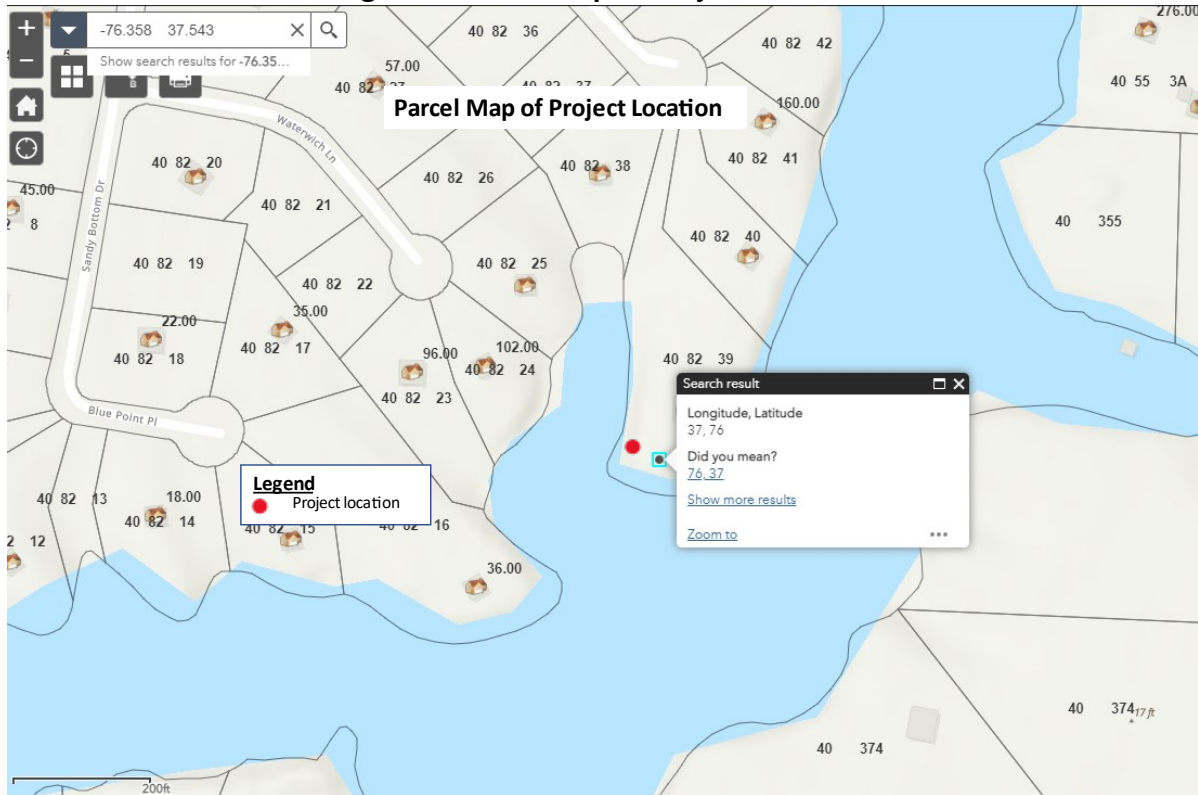 -76.358 37.543
Show search results for -76.35...
276.00
40 82 36
40 82 42
57.00
40 55 3A
Parcel Map of Project Location
160.00
Waterwich Ln
40 82 20
40 82 38
40 82 41
40 82 26
45.00
40 82 21
8
Sandy Bottom Dr
40 355
40 82 40
40 82 19
40 82 25
40 82 22
35.00
22.00
40 82 18
40 82 17
96.00
102.00
40 82 24
40 82 39
40 82 23
Search result
Longitude, Latitude
37, 76
Did you mean?
76, 37
Show more results
Zoom to
Blue Point Pl
Legend
Project location
40 82 13
18.00
40 82 14
40 82 15
40 82 16
2 12
36.00
40 374
17 ft
40 374
200ft